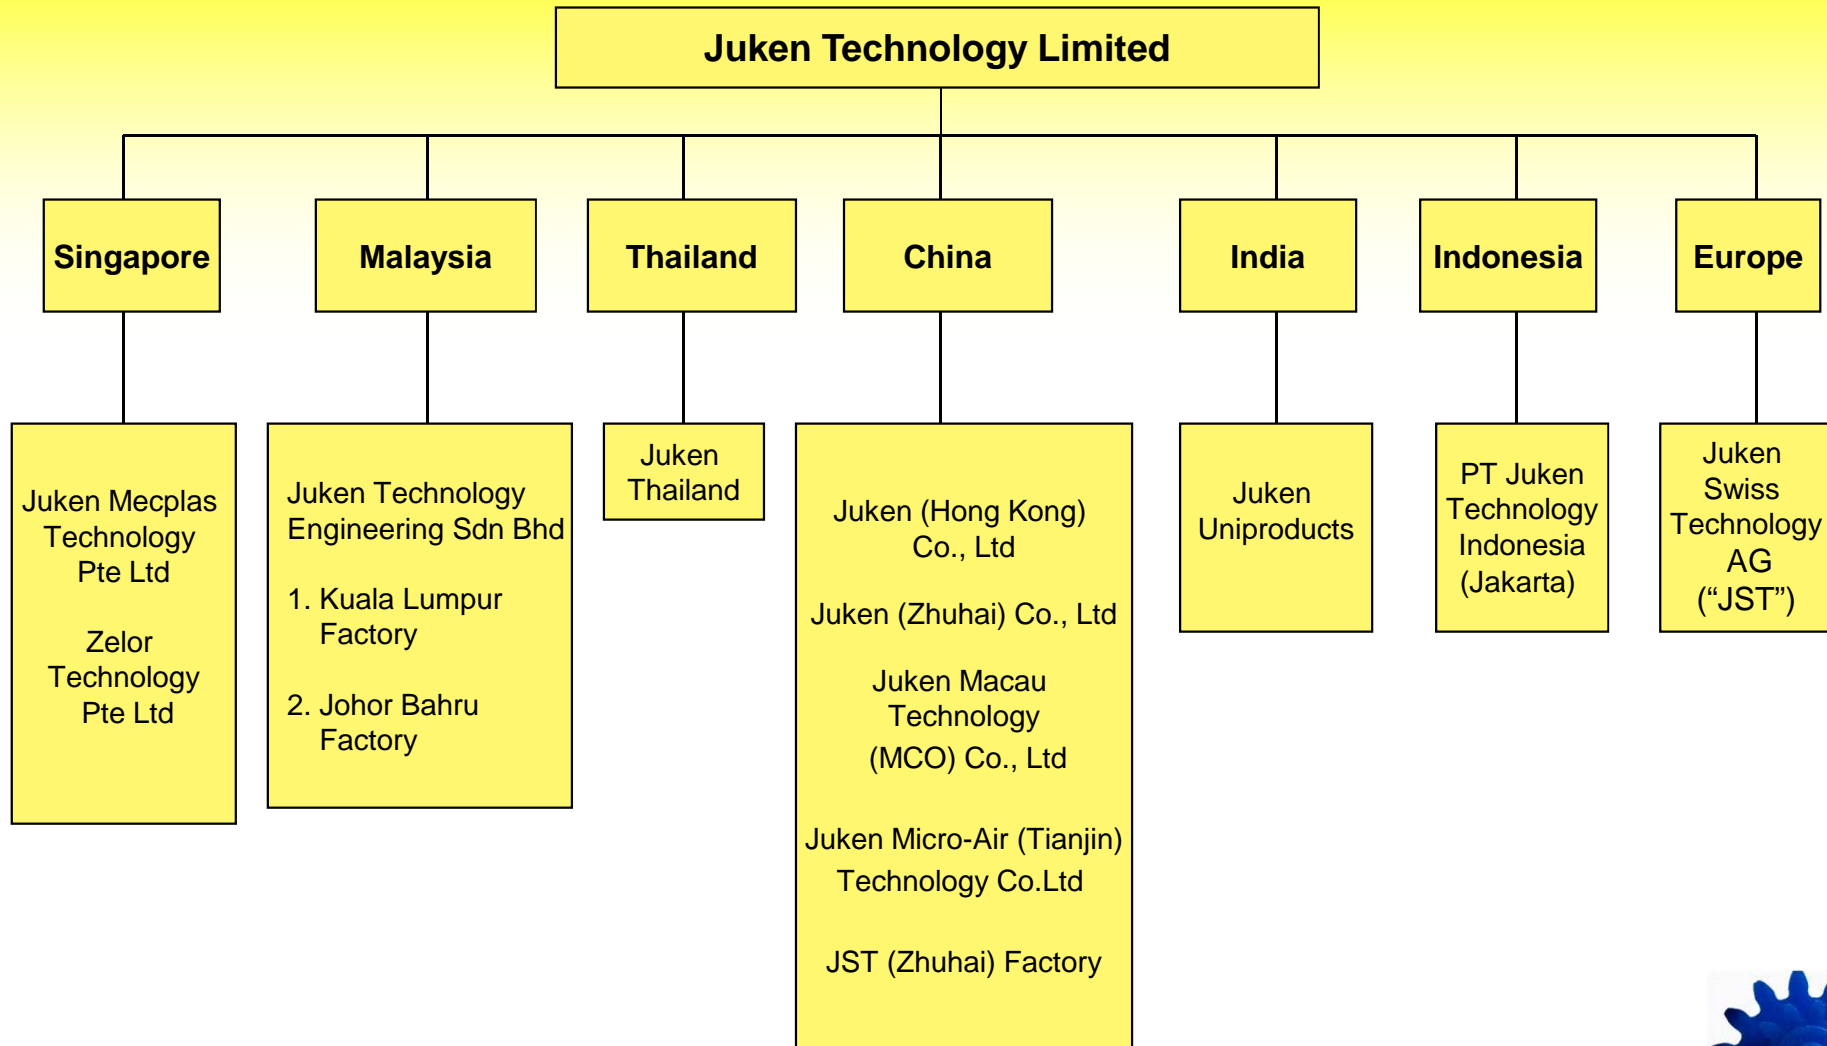 Juken Technology Limited
Singapore
Malaysia
Thailand
China
India
Indonesia
Europe
Juken Mecplas
Technology
Pte Ltd
Zelor
Technology
Pte Ltd
Juken Technology
Engineering Sdn Bhd
1. Kuala Lumpur
Factory
2. Johor Bahru
Factory
Juken
Thailand
Juken (Hong Kong)
Co., Ltd
Juken (Zhuhai) Co., Ltd
Juken Macau
Technology
(MCO) Co., Ltd
Juken Micro-Air (Tianjin)
Technology Co.Ltd
JST (Zhuhai) Factory
Juken
Uniproducts
PT Juken
Technology
Indonesia
(Jakarta)
Juken
Swiss
Technology
AG
(“JST”)